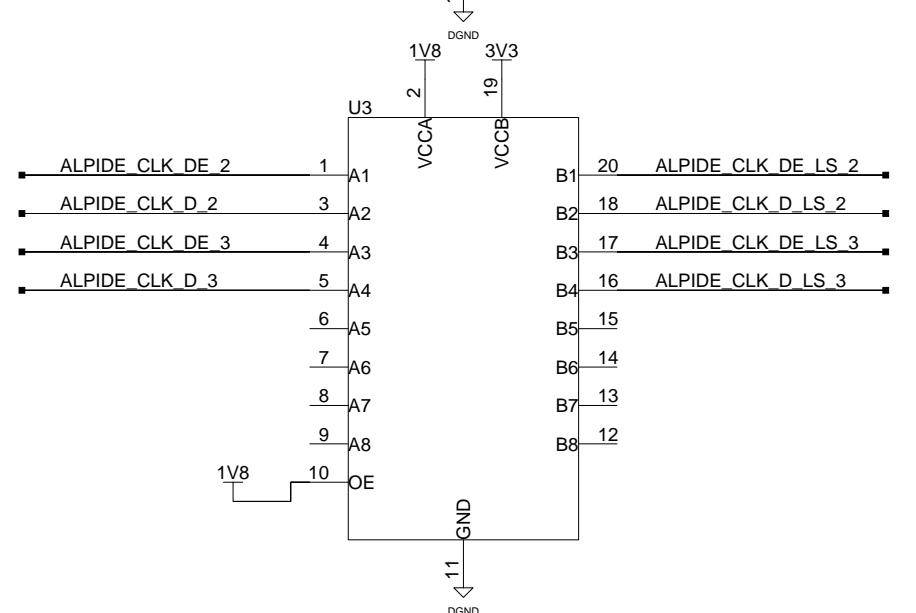 DGND
1V8 3V3
2 19
U3
VCCA VCCB
ALPIDE_CLK_DE_2 1 A1 B1 20 ALPIDE_CLK_DE_LS_2
ALPIDE_CLK_D_2 3 A2 B2 18 ALPIDE_CLK_D_LS_2
ALPIDE_CLK_DE_3 4 A3 B3 17 ALPIDE_CLK_DE_LS_3
ALPIDE_CLK_D_3 5 A4 B4 16 ALPIDE_CLK_D_LS_3
6 A5 B5 15
7 A6 B6 14
8 A7 B7 13
9 A8 B8 12
1V8 10 OE
GND
11
DGND